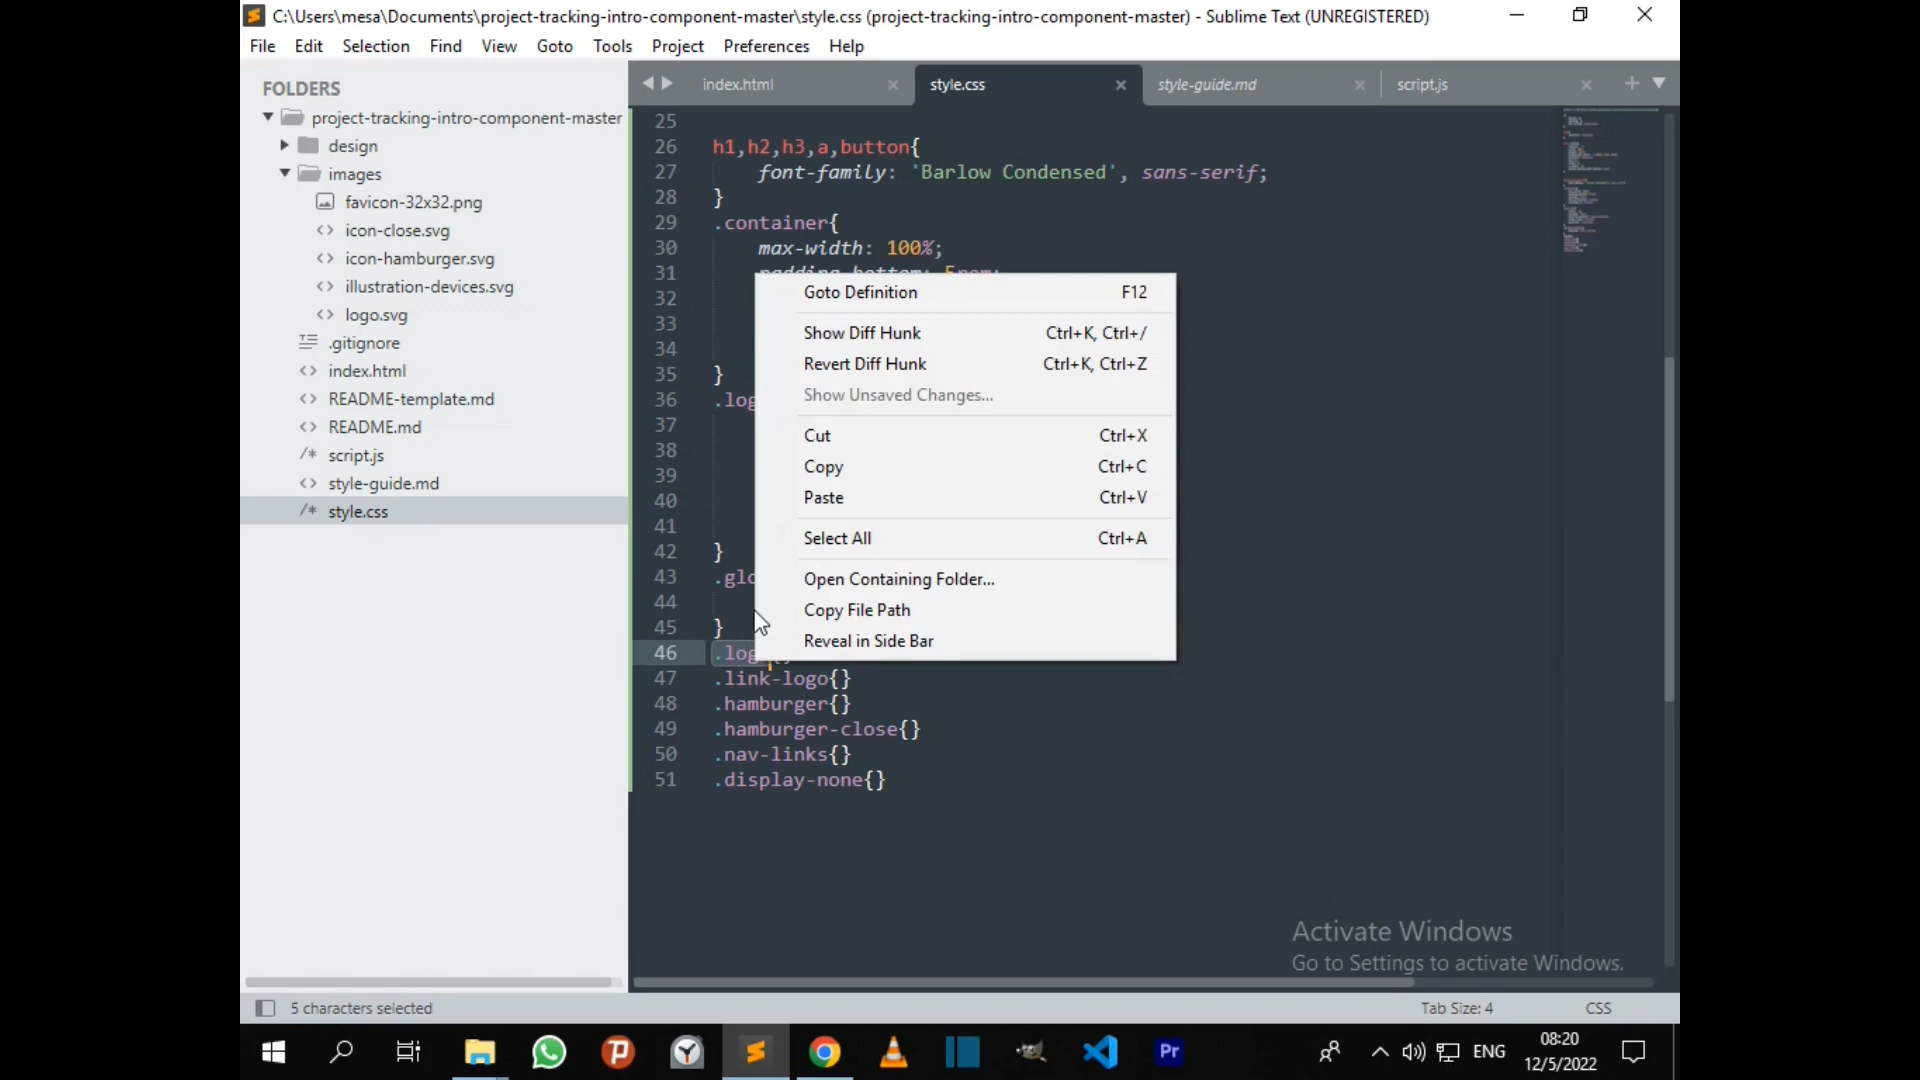 C:\Users\mesa\Documents\project-tracking-intro-component-master\style.css (project-tracking-intro-component-master) - Sublime Text (UNREGISTERED)
File Edit Selection Find View Goto Tools Project Preferences Help
FOLDERS
project-tracking-intro-component-master
design
images
favicon-32x32.png
icon-close.svg
icon-hamburger.svg
illustration-devices.svg
logo.svg
.gitignore
index.html
README-template.md
README.md
script.js
style-guide.md
style.css
index.html style.css style-guide.md script.js
25
26 h1,h2,h3,a,button{
27 font-family: 'Barlow Condensed', sans-serif;
28 }
29 .container{
30 max-width: 100%;
31 padding-bottom: 5rem;
32
33
34
35 }
36 .log
37
38
39
40
41
42 }
43 .glo
44
45 }
46 .log
47 .link-logo{}
48 .hamburger{}
49 .hamburger-close{}
50 .nav-links{}
51 .display-none{}
Goto Definition F12
Show Diff Hunk Ctrl+K, Ctrl+/
Revert Diff Hunk Ctrl+K, Ctrl+Z
Show Unsaved Changes...
Cut Ctrl+X
Copy Ctrl+C
Paste Ctrl+V
Select All Ctrl+A
Open Containing Folder...
Copy File Path
Reveal in Side Bar
Activate Windows
Go to Settings to activate Windows.
5 characters selected Tab Size: 4 CSS
Pr
ENG
08:20
12/5/2022